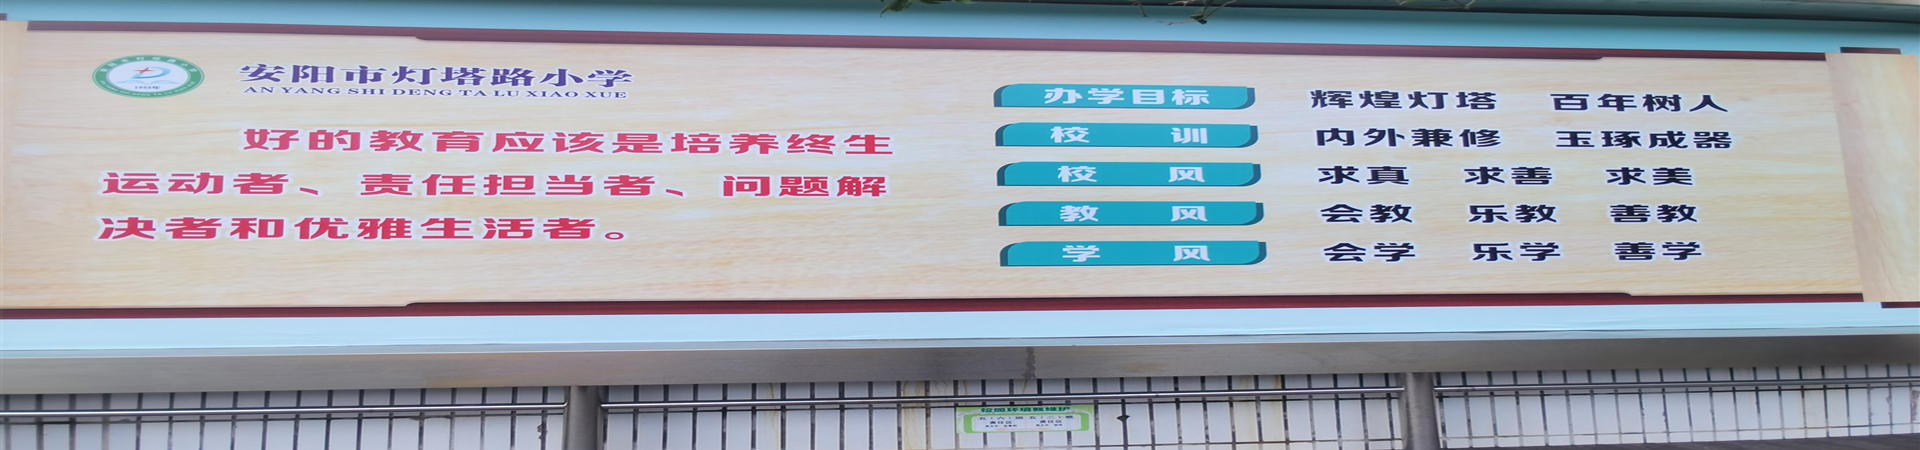 安阳市灯塔路小学
AN YANG SHI DENG TA LU XIAO XUE
好的教育应该是培养终生
运动者、责任担当者、问题解
决者和优雅生活者。
办学目标 辉煌灯塔 百年树人
校训 内外兼修 玉琢成器
校风 求真 求善 求美
教风 会教 乐教 善教
学风 会学 乐学 善学